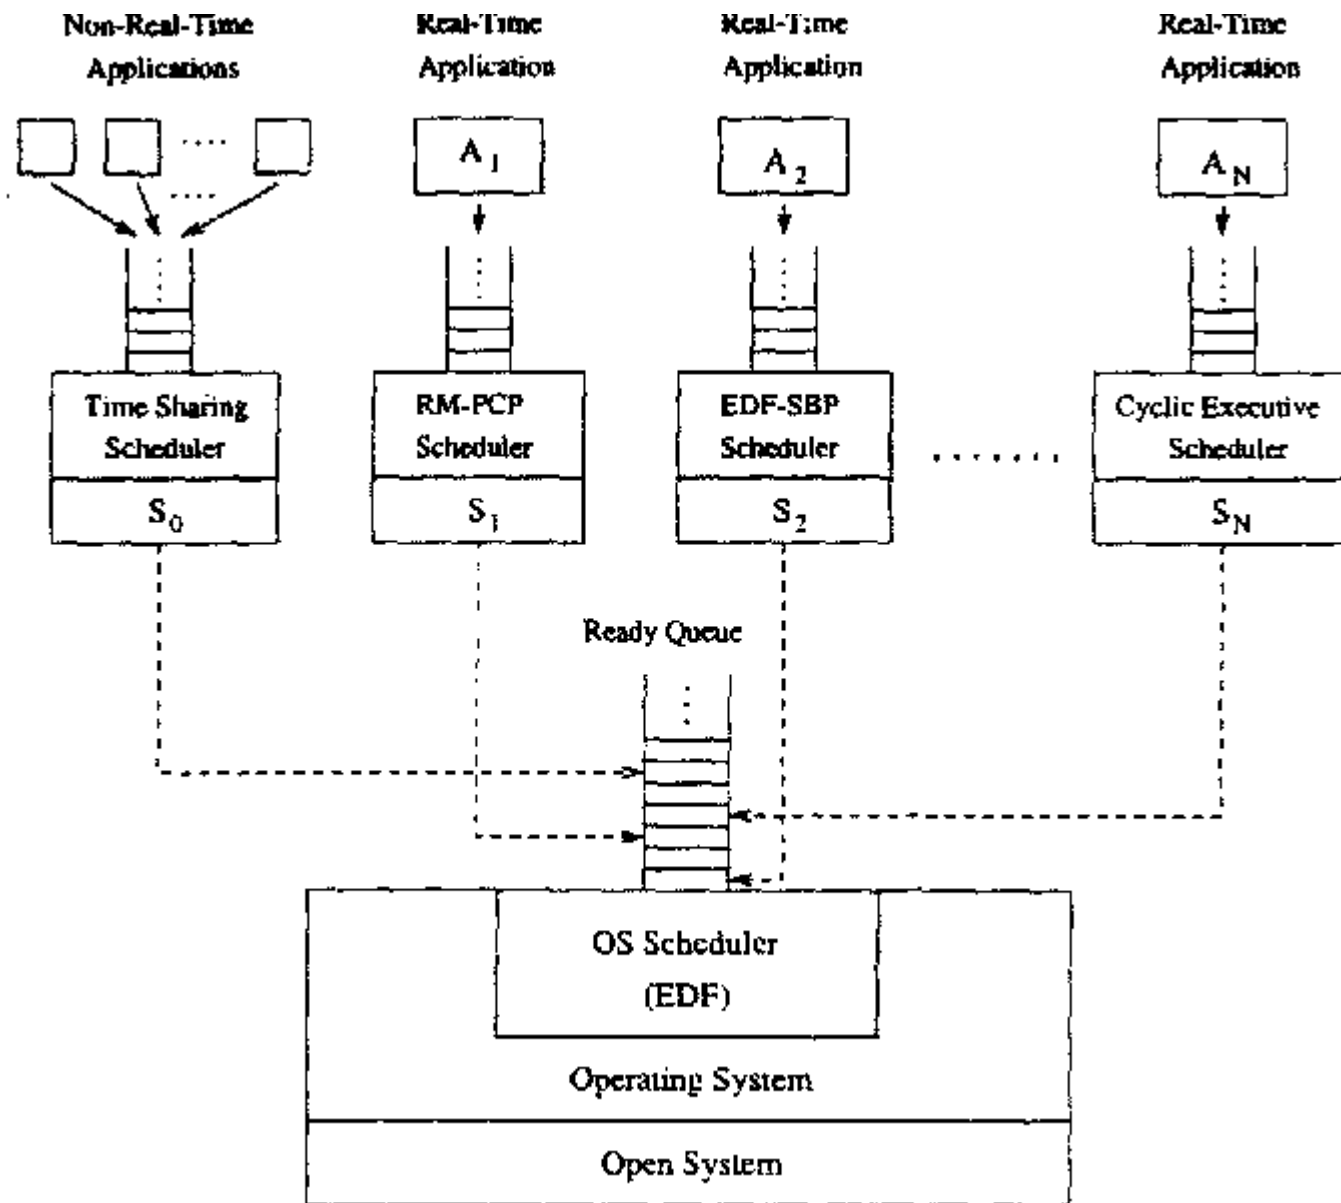 Non-Real-Time Real-Time Real-Time Real-Time
Applications Application Application Application
A1 A2 AN
Time Sharing RM-PCP EDF-SBP Cyclic Executive
Scheduler Scheduler Scheduler Scheduler
S0 S1 S2 SN
Ready Queue
OS Scheduler
(EDF)
Operating System
Open System